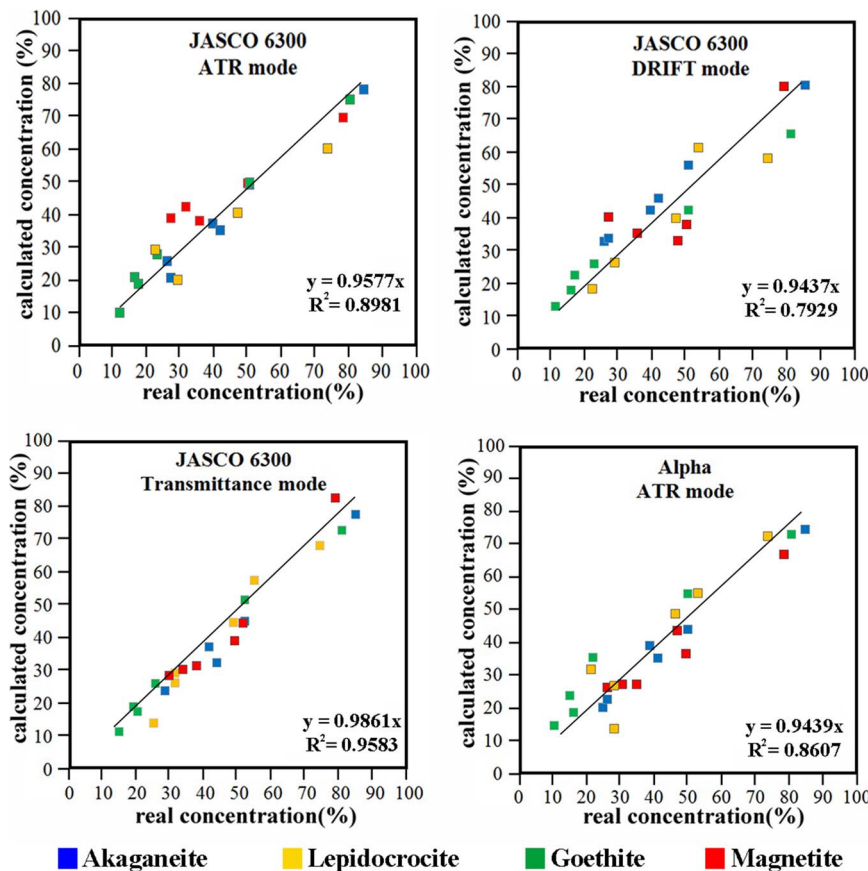 JASCO 6300
ATR mode
calculated concentration (%)
100
90
80
70
60
50
40
30
20
10
0
y = 0.9577x
R² = 0.8981
0 10 20 30 40 50 60 70 80 90 100
real concentration(%)
JASCO 6300
DRIFT mode
calculated concentration (%)
100
90
80
70
60
50
40
30
20
10
0
y = 0.9437x
R² = 0.7929
0 10 20 30 40 50 60 70 80 90 100
real concentration(%)
JASCO 6300
Transmittance mode
calculated concentration (%)
100
90
80
70
60
50
40
30
20
10
0
y = 0.9861x
R² = 0.9583
0 10 20 30 40 50 60 70 80 90 100
real concentration(%)
Alpha
ATR mode
calculated concentration (%)
100
90
80
70
60
50
40
30
20
10
0
y = 0.9439x
R² = 0.8607
0 10 20 30 40 50 60 70 80 90 100
real concentration(%)
Akaganeite Lepidocrocite Goethite Magnetite